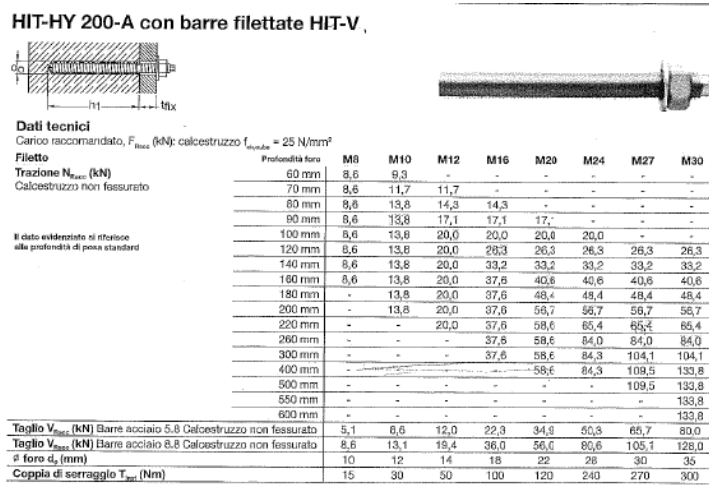 HIT-HY 200-A con barre filettate HIT-V
do
h1 tfix
Dati tecnici
Carico raccomandato, F (kN): calcestruzzo f = 25 N/mm²
Filetto Profondità foro M8 M10 M12 M16 M20 M24 M27 M30
Trazione N (kN) 60 mm 8,6 9,3 - - - - - -
Calcestruzzo non fessurato 70 mm 8,6 11,7 11,7 - - - - -
80 mm 8,6 13,8 14,3 14,3 - - - -
90 mm 8,6 13,8 17,1 17,1 17, - - -
Il dato evidenziato si riferisce 100 mm 8,6 13,8 20,0 20,0 20,0 20,0 - -
alla profondità di posa standard 120 mm 8,6 13,8 20,0 26,3 26,3 26,3 26,3 26,3
140 mm 8,6 13,8 20,0 33,2 33,2 33,2 33,2 33,2
160 mm 8,6 13,8 20,0 37,6 40,6 40,6 40,6 40,6
180 mm - 13,8 20,0 37,6 48,4 48,4 48,4 48,4
200 mm - 13,8 20,0 37,6 56,7 56,7 56,7 56,7
220 mm - - 20,0 37,6 58,6 65,4 65,4 65,4
260 mm - - - 37,6 58,6 84,0 84,0 84,0
300 mm - - - 37,6 58,6 84,3 104,1 104,1
400 mm - - 58,6 84,3 109,5 133,8
500 mm - - - - - - 109,5 133,8
550 mm - - - - - - - 133,8
600 mm - - - - - - - 133,8
Taglio V (kN) Barre acciaio 5.8 Calcestruzzo non fessurato 5,1 8,6 12,0 22,3 34,9 50,3 65,7 80,0
Taglio V (kN) Barre acciaio 8.8 Calcestruzzo non fessurato 8,6 13,1 19,4 36,0 56,0 80,6 105,1 128,0
ø foro d (mm) 10 12 14 18 22 28 30 35
Coppia di serraggio T (Nm) 15 30 50 100 120 240 270 300